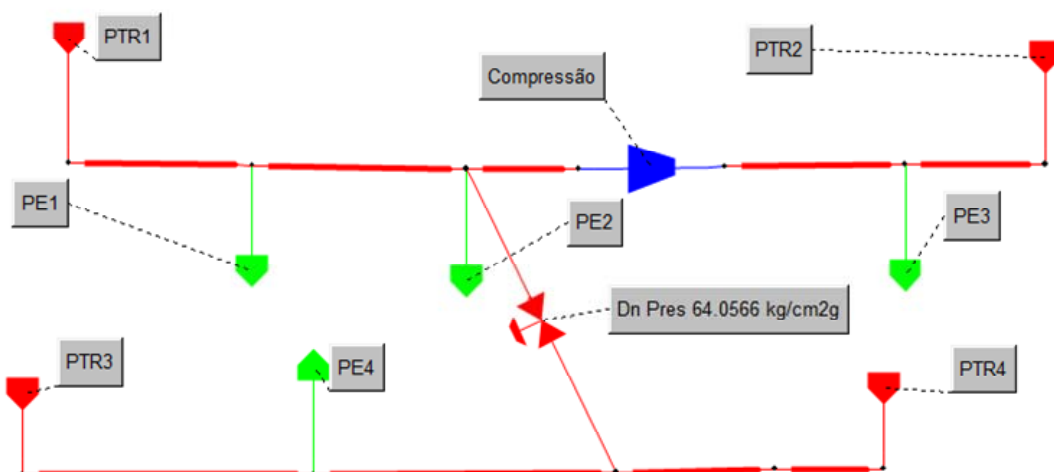 PTR1
PTR2
Compressão
PE1
PE2
PE3
Dn Pres 64.0566 kg/cm2g
PTR3
PE4
PTR4